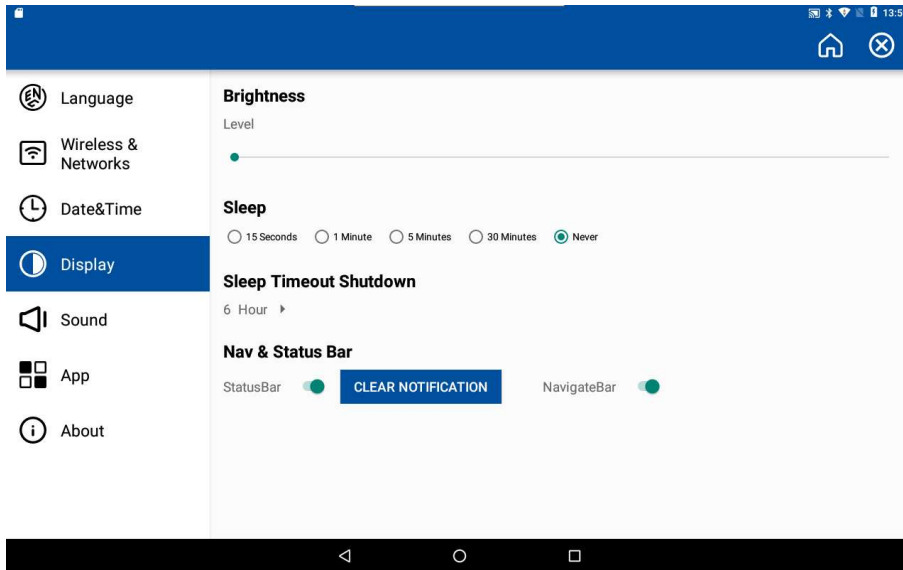 13:5
EN
Language
Wireless &
Networks
Date&Time
Display
Sound
App
About
Brightness
Level
Sleep
15 Seconds 1 Minute 5 Minutes 30 Minutes Never
Sleep Timeout Shutdown
6 Hour
Nav & Status Bar
StatusBar CLEAR NOTIFICATION NavigateBar